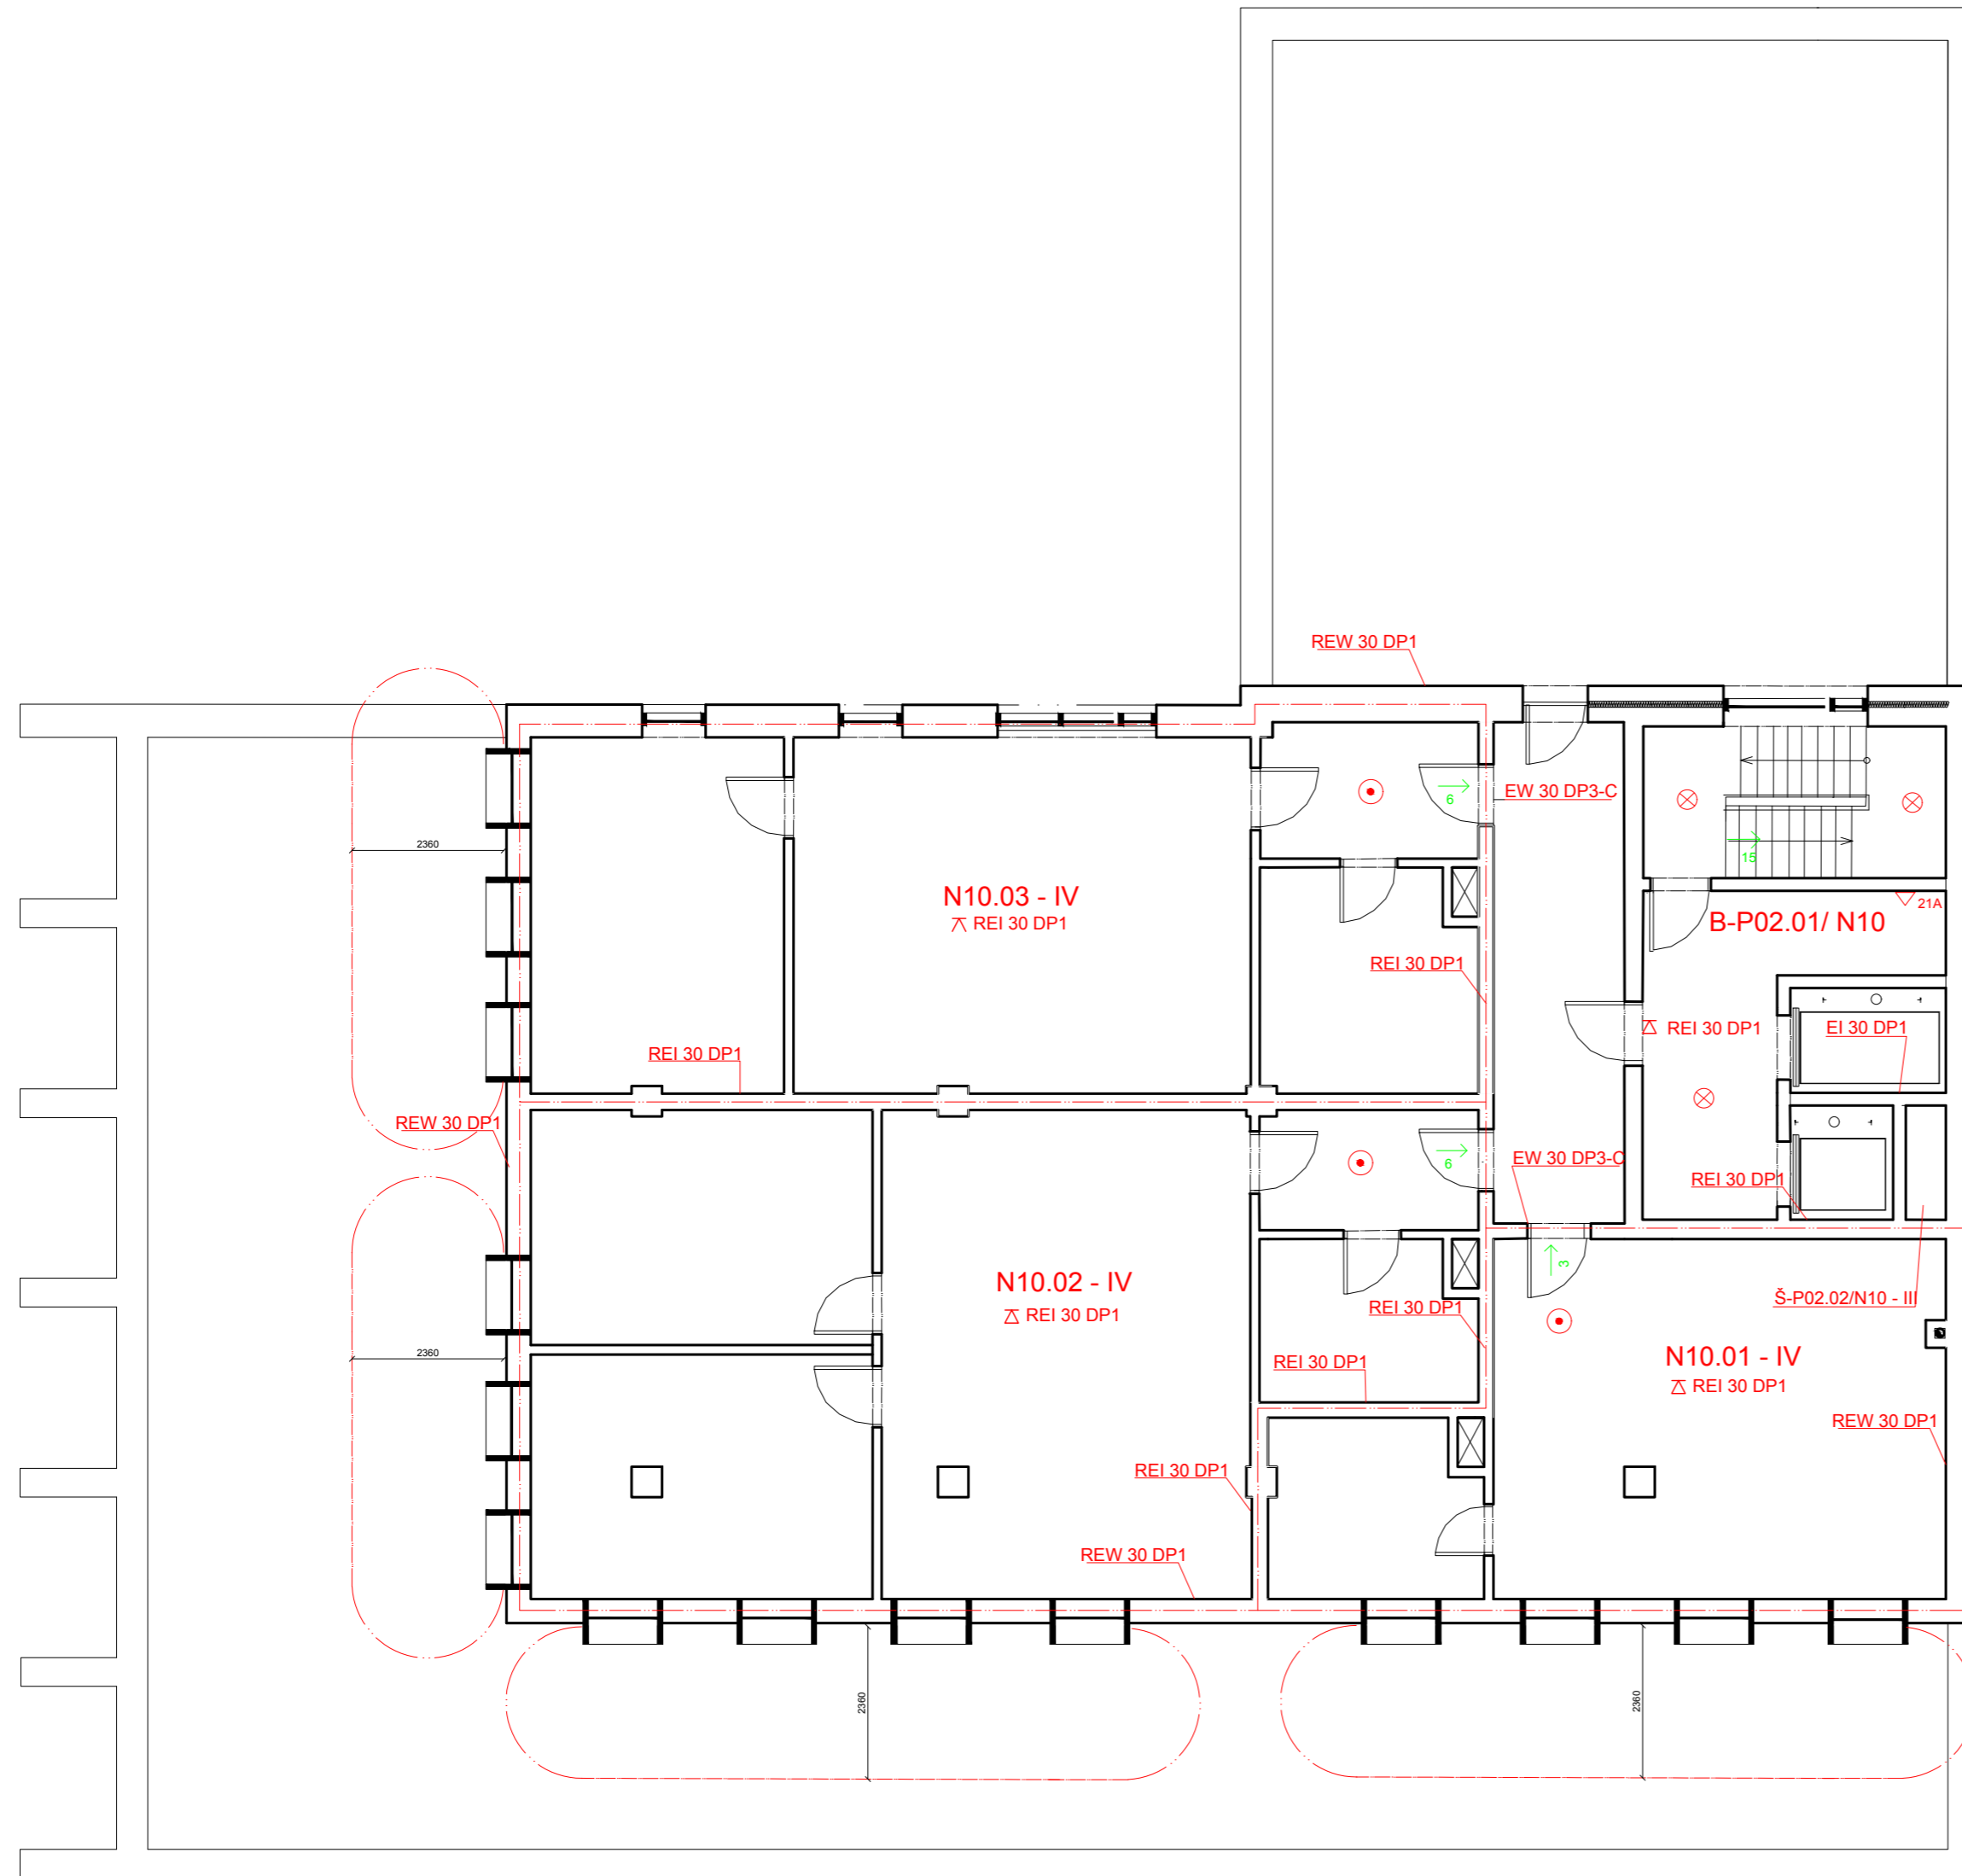 REW 30 DP1
EW 30 DP3-C
6
2360
15
N10.03 - IV
REI 30 DP1
21A
B-P02.01/ N10
REI 30 DP1
REI 30 DP1
EI 30 DP1
REI 30 DP1
REW 30 DP1
6
EW 30 DP3-C
REI 30 DP1
3
N10.02 - IV
REI 30 DP1
REI 30 DP1
Š-P02.02/N10 - III
2360
REI 30 DP1
N10.01 - IV
REI 30 DP1
REW 30 DP1
REI 30 DP1
REW 30 DP1
2360
2360